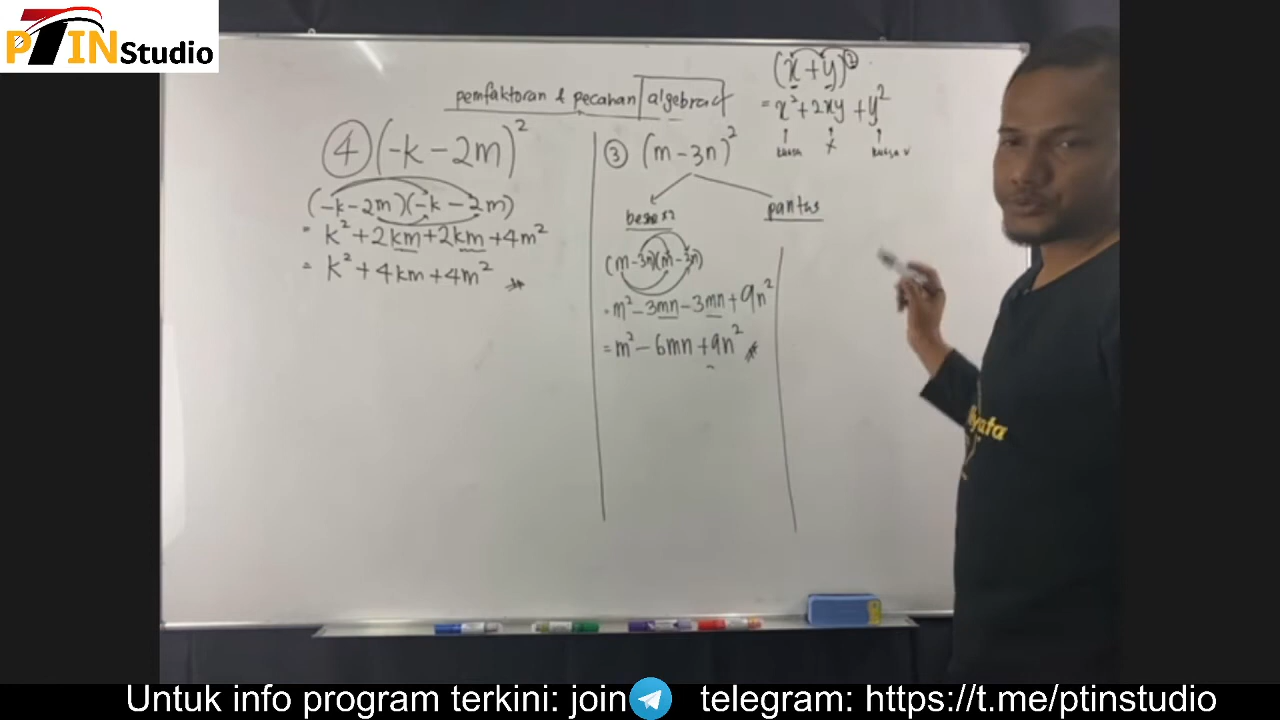 PTIN Studio
pemfaktoran & pecahan algebra
(x + y)²
= x² + 2xy + y²
④ (-k - 2m)²
(-k - 2m)(-k - 2m)
= k² + 2km + 2km + 4m²
= k² + 4km + 4m²
③ (m - 3n)²
pantas
(m - 3n)(m - 3n)
= m² - 3mn - 3mn + 9n²
= m² - 6mn + 9n²
Untuk info program terkini: join telegram: https://t.me/ptinstudio